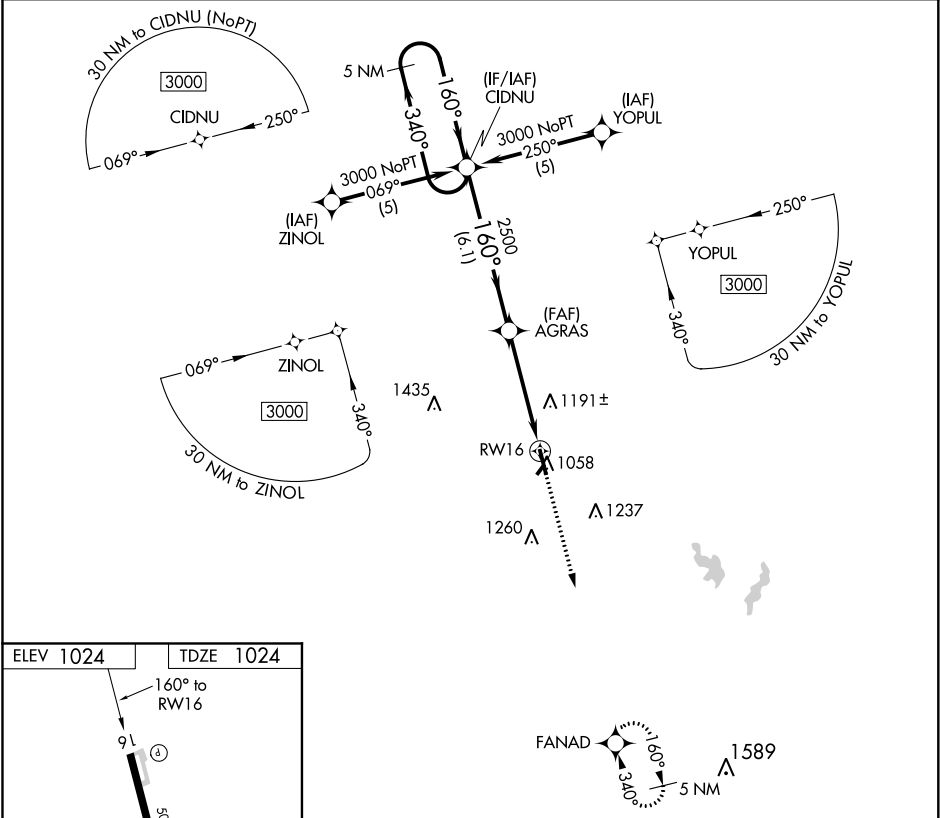 30 NM to CIDNU (NoPT)
3000
CIDNU
069°
250°
5 NM
340°
160°
(IF/IAF)
CIDNU
(IAF)
YOPUL
3000 NoPT
250°
(5)
3000 NoPT
069°
(5)
(IAF)
ZINOL
2500
160°
(6.1)
(FAF)
AGRAS
250°
YOPUL
3000
340°
30 NM to YOPUL
069°
ZINOL
3000
340°
30 NM to ZINOL
1435
1191±
RW16
1058
1237
1260
ELEV 1024
TDZE 1024
160° to
RW16
16
P
50
FANAD
160°
340°
5 NM
1589